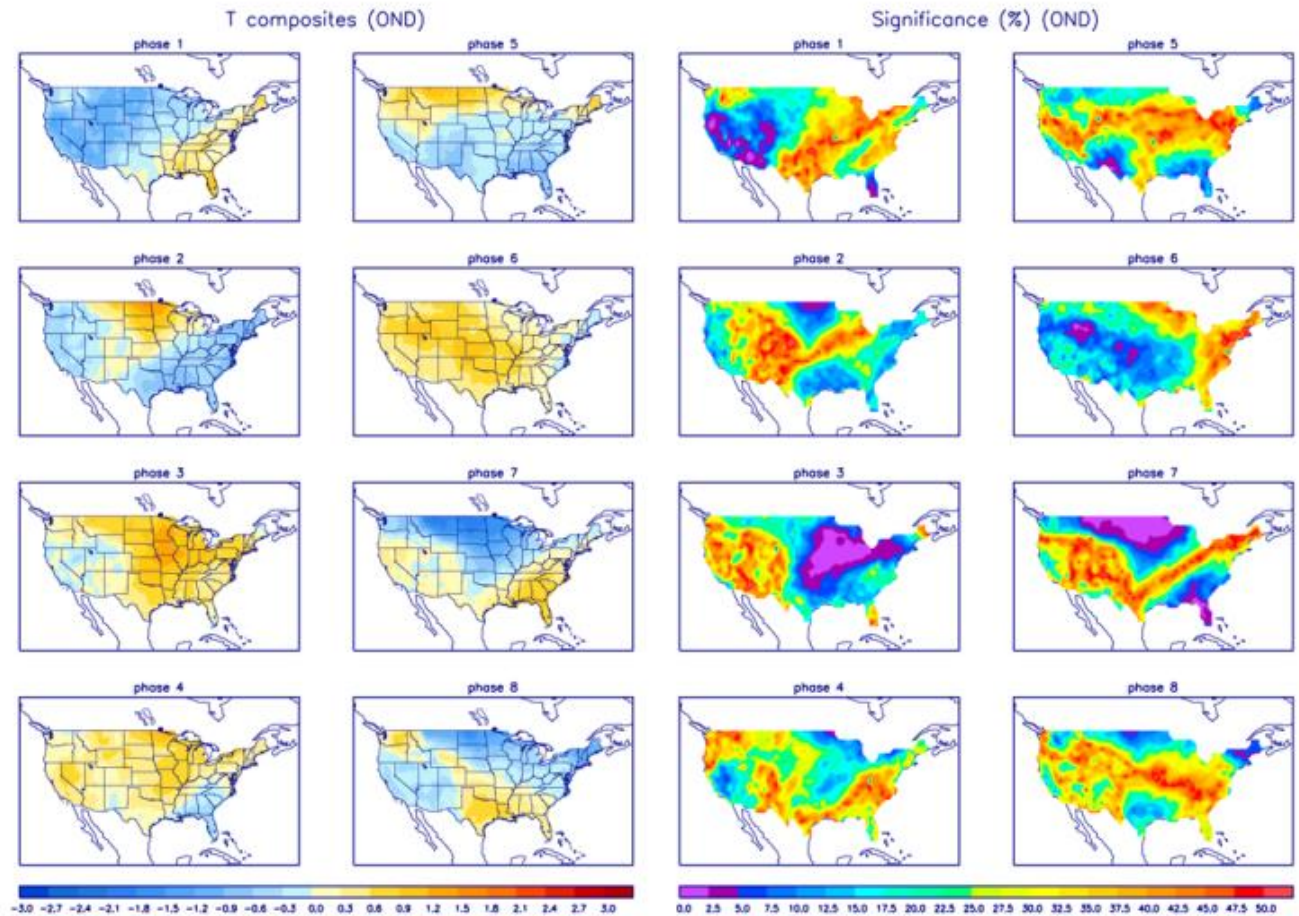 T composites (OND) Significance (%) (OND)
phase 1 phase 5 phase 1 phase 5
phase 2 phase 6 phase 2 phase 6
phase 3 phase 7 phase 3 phase 7
phase 4 phase 8 phase 4 phase 8
-3.0 -2.7 -2.4 -2.1 -1.8 -1.5 -1.2 -0.9 -0.6 -0.3 0.0 0.3 0.6 0.9 1.2 1.5 1.8 2.1 2.4 2.7 3.0 0.0 2.5 5.0 7.5 10.0 12.5 15.0 17.5 20.0 22.5 25.0 27.5 30.0 32.5 35.0 37.5 40.0 42.5 45.0 47.5 50.0